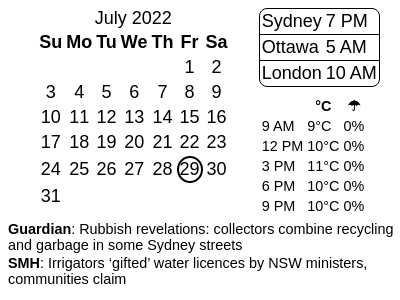 July 2022
Su Mo Tu We Th Fr Sa
1 2
3 4 5 6 7 8 9
10 11 12 13 14 15 16
17 18 19 20 21 22 23
24 25 26 27 28 29 30
31
Sydney 7 PM
Ottawa 5 AM
London 10 AM
°C ☂
9 AM 9°C 0%
12 PM 10°C 0%
3 PM 11°C 0%
6 PM 10°C 0%
9 PM 10°C 0%
Guardian: Rubbish revelations: collectors combine recycling
and garbage in some Sydney streets
SMH: Irrigators ‘gifted’ water licences by NSW ministers,
communities claim